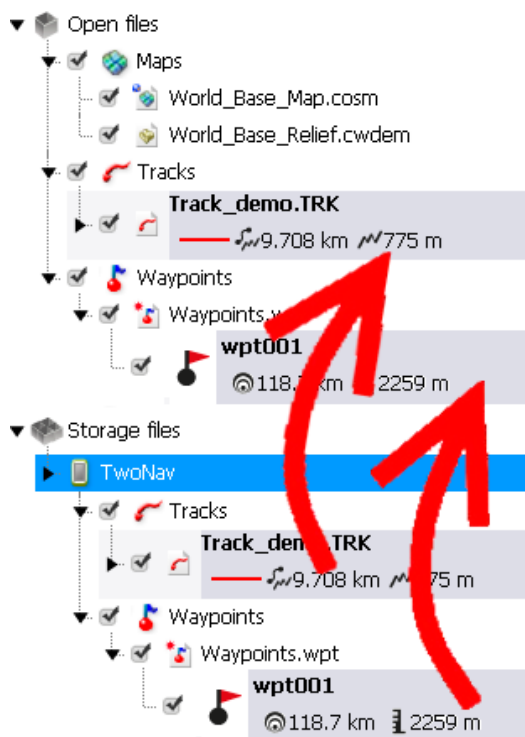 Open files
Maps
World_Base_Map.cosm
World_Base_Relief.cwdem
Tracks
Track_demo.TRK
9.708 km 775 m
Waypoints
wpt001
km 2259 m
Storage files
TwoNav
Tracks
9.708 km
Waypoints
Waypoints.wpt
wpt001
118.7 km 2259 m